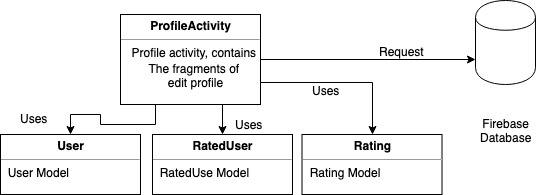 ProfileActivity
Profile activity, contains
The fragments of
edit profile
Request
Uses
Uses
Uses
Firebase
Database
User
User Model
RatedUser
RatedUse Model
Rating
Rating Model